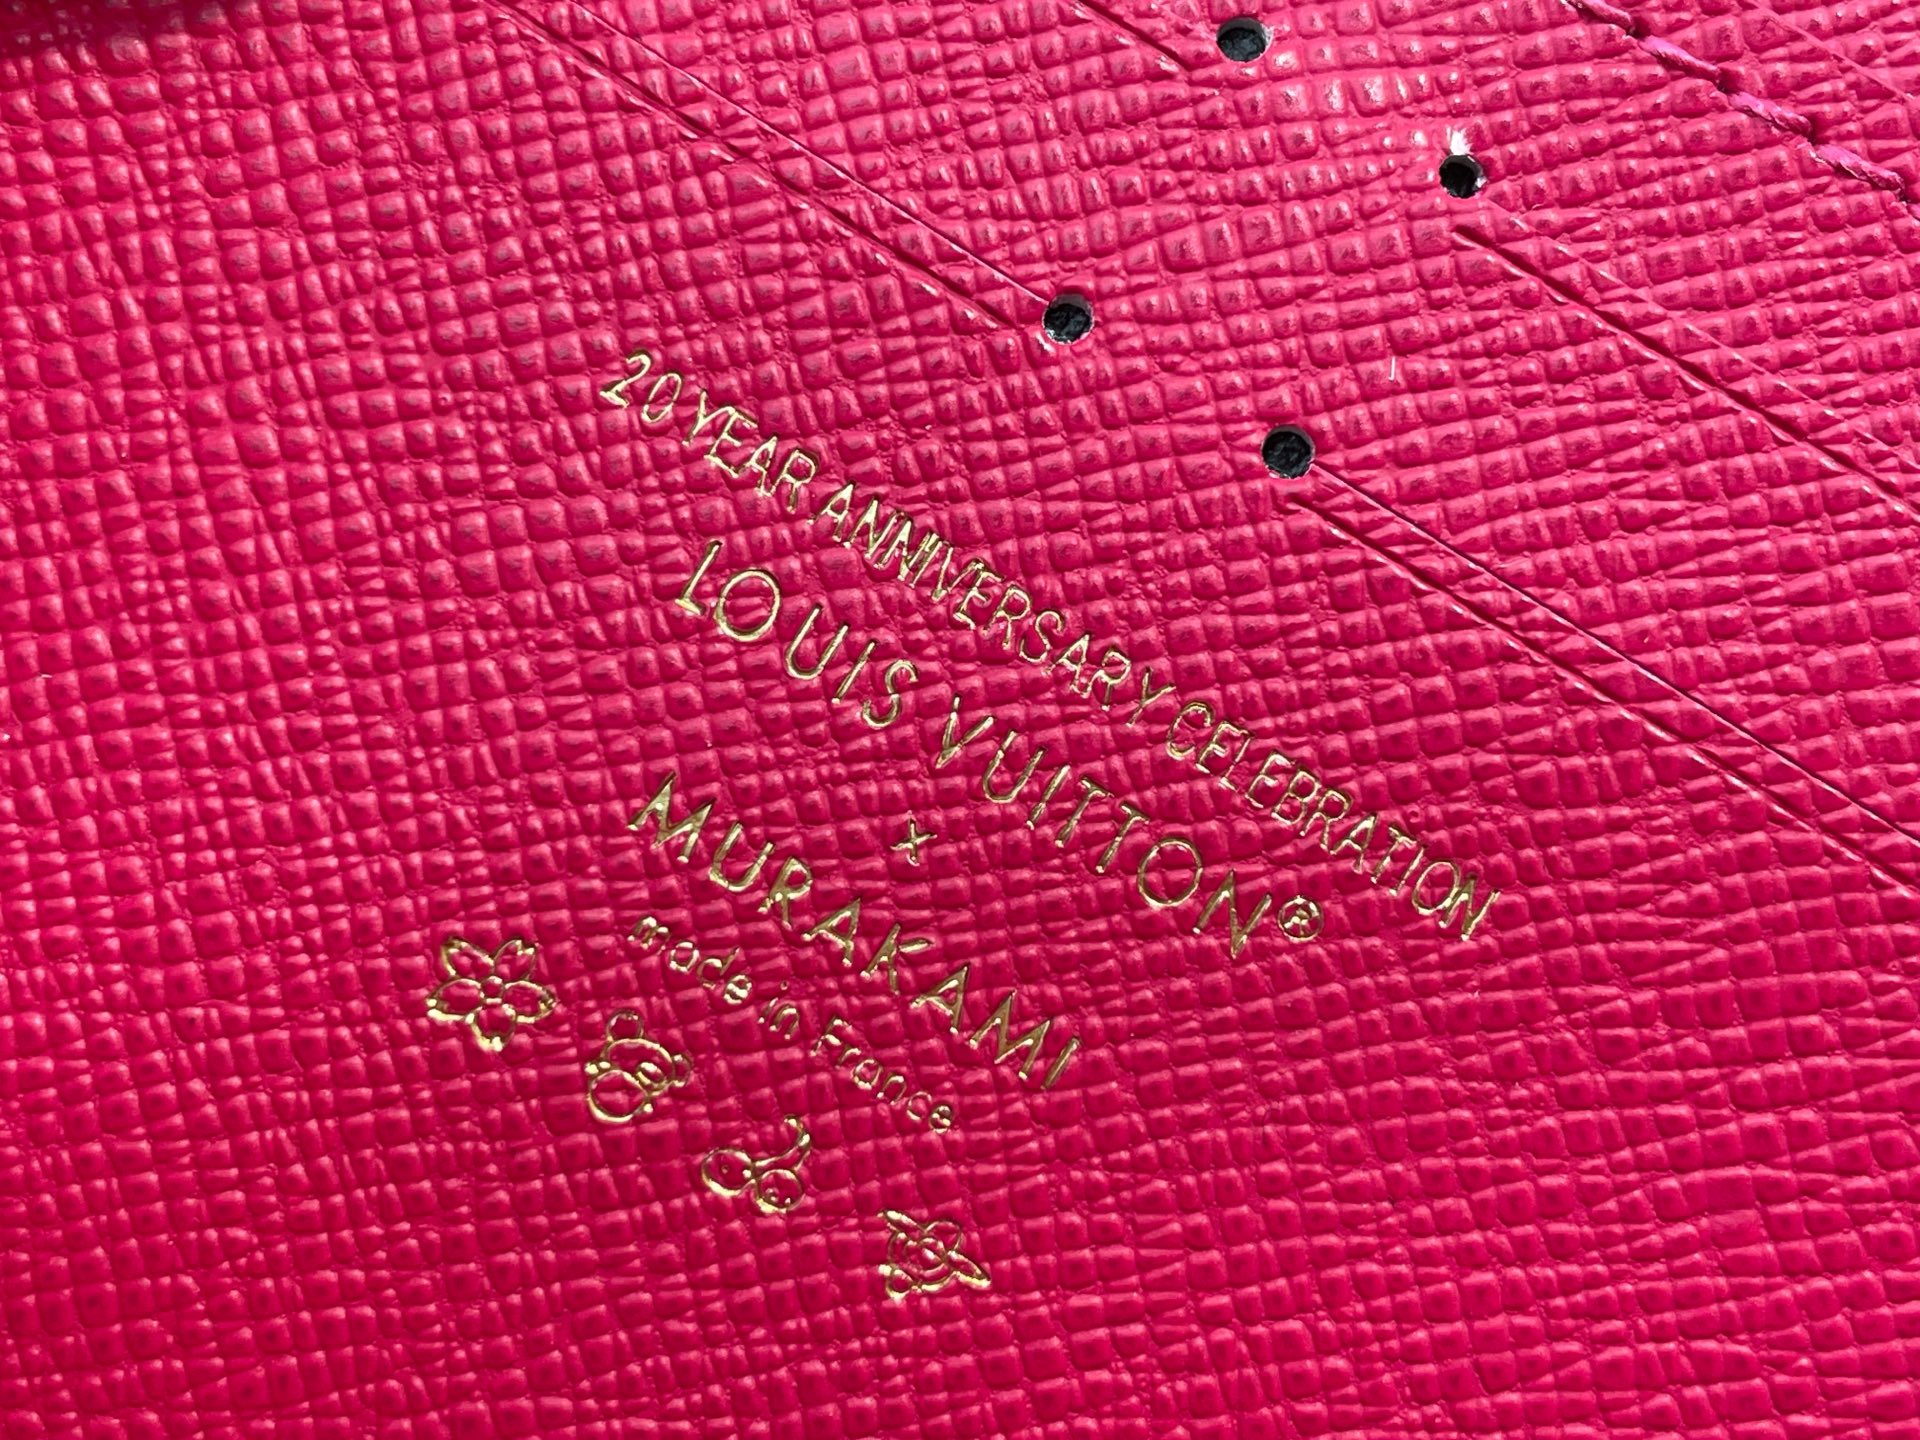 20 YEAR ANNIVERSARY CELEBRATION
LOUIS VUITTON®
x
MURAKAMI
made in France